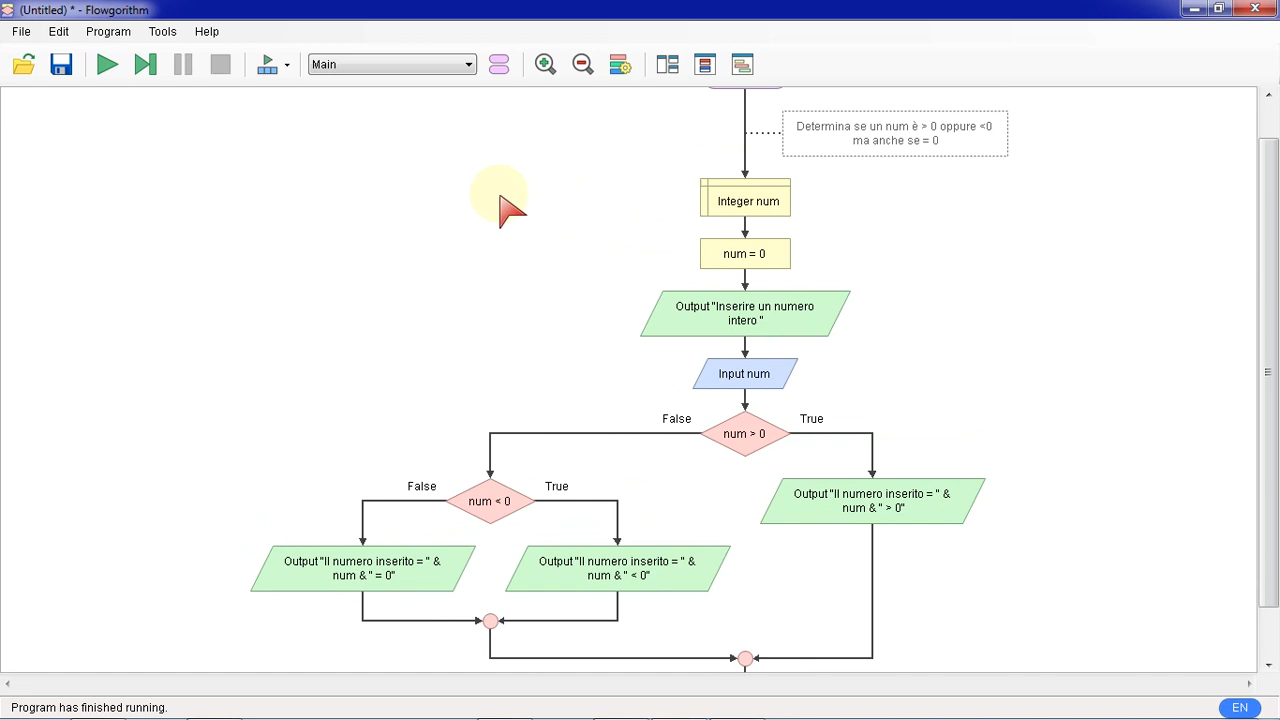 (Untitled) * - Flowgorithm
File Edit Program Tools Help
Main
Determina se un num è > 0 oppure <0
ma anche se = 0
Integer num
num = 0
Output "Inserire un numero
intero "
Input num
False
True
num > 0
False
True
num < 0
Output "Il numero inserito = " &
num & " > 0"
Output "Il numero inserito = " &
num & " = 0"
Output "Il numero inserito = " &
num & " < 0"
Program has finished running.
EN